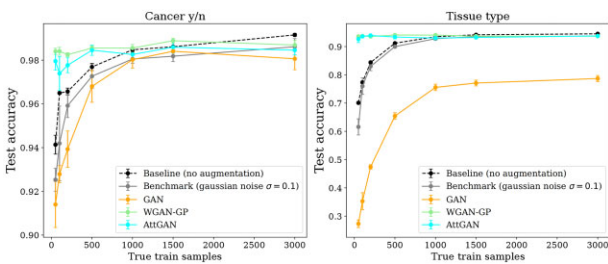 Cancer y/n
Tissue type
Test accuracy
0.98
0.96
0.94
0.92
0.90
Baseline (no augmentation)
Benchmark (gaussian noise σ = 0.1)
GAN
WGAN-GP
AttGAN
0 500 1000 1500 2000 2500 3000
True train samples
Test accuracy
0.9
0.8
0.7
0.6
0.5
0.4
0.3
Baseline (no augmentation)
Benchmark (gaussian noise σ = 0.1)
GAN
WGAN-GP
AttGAN
0 500 1000 1500 2000 2500 3000
True train samples